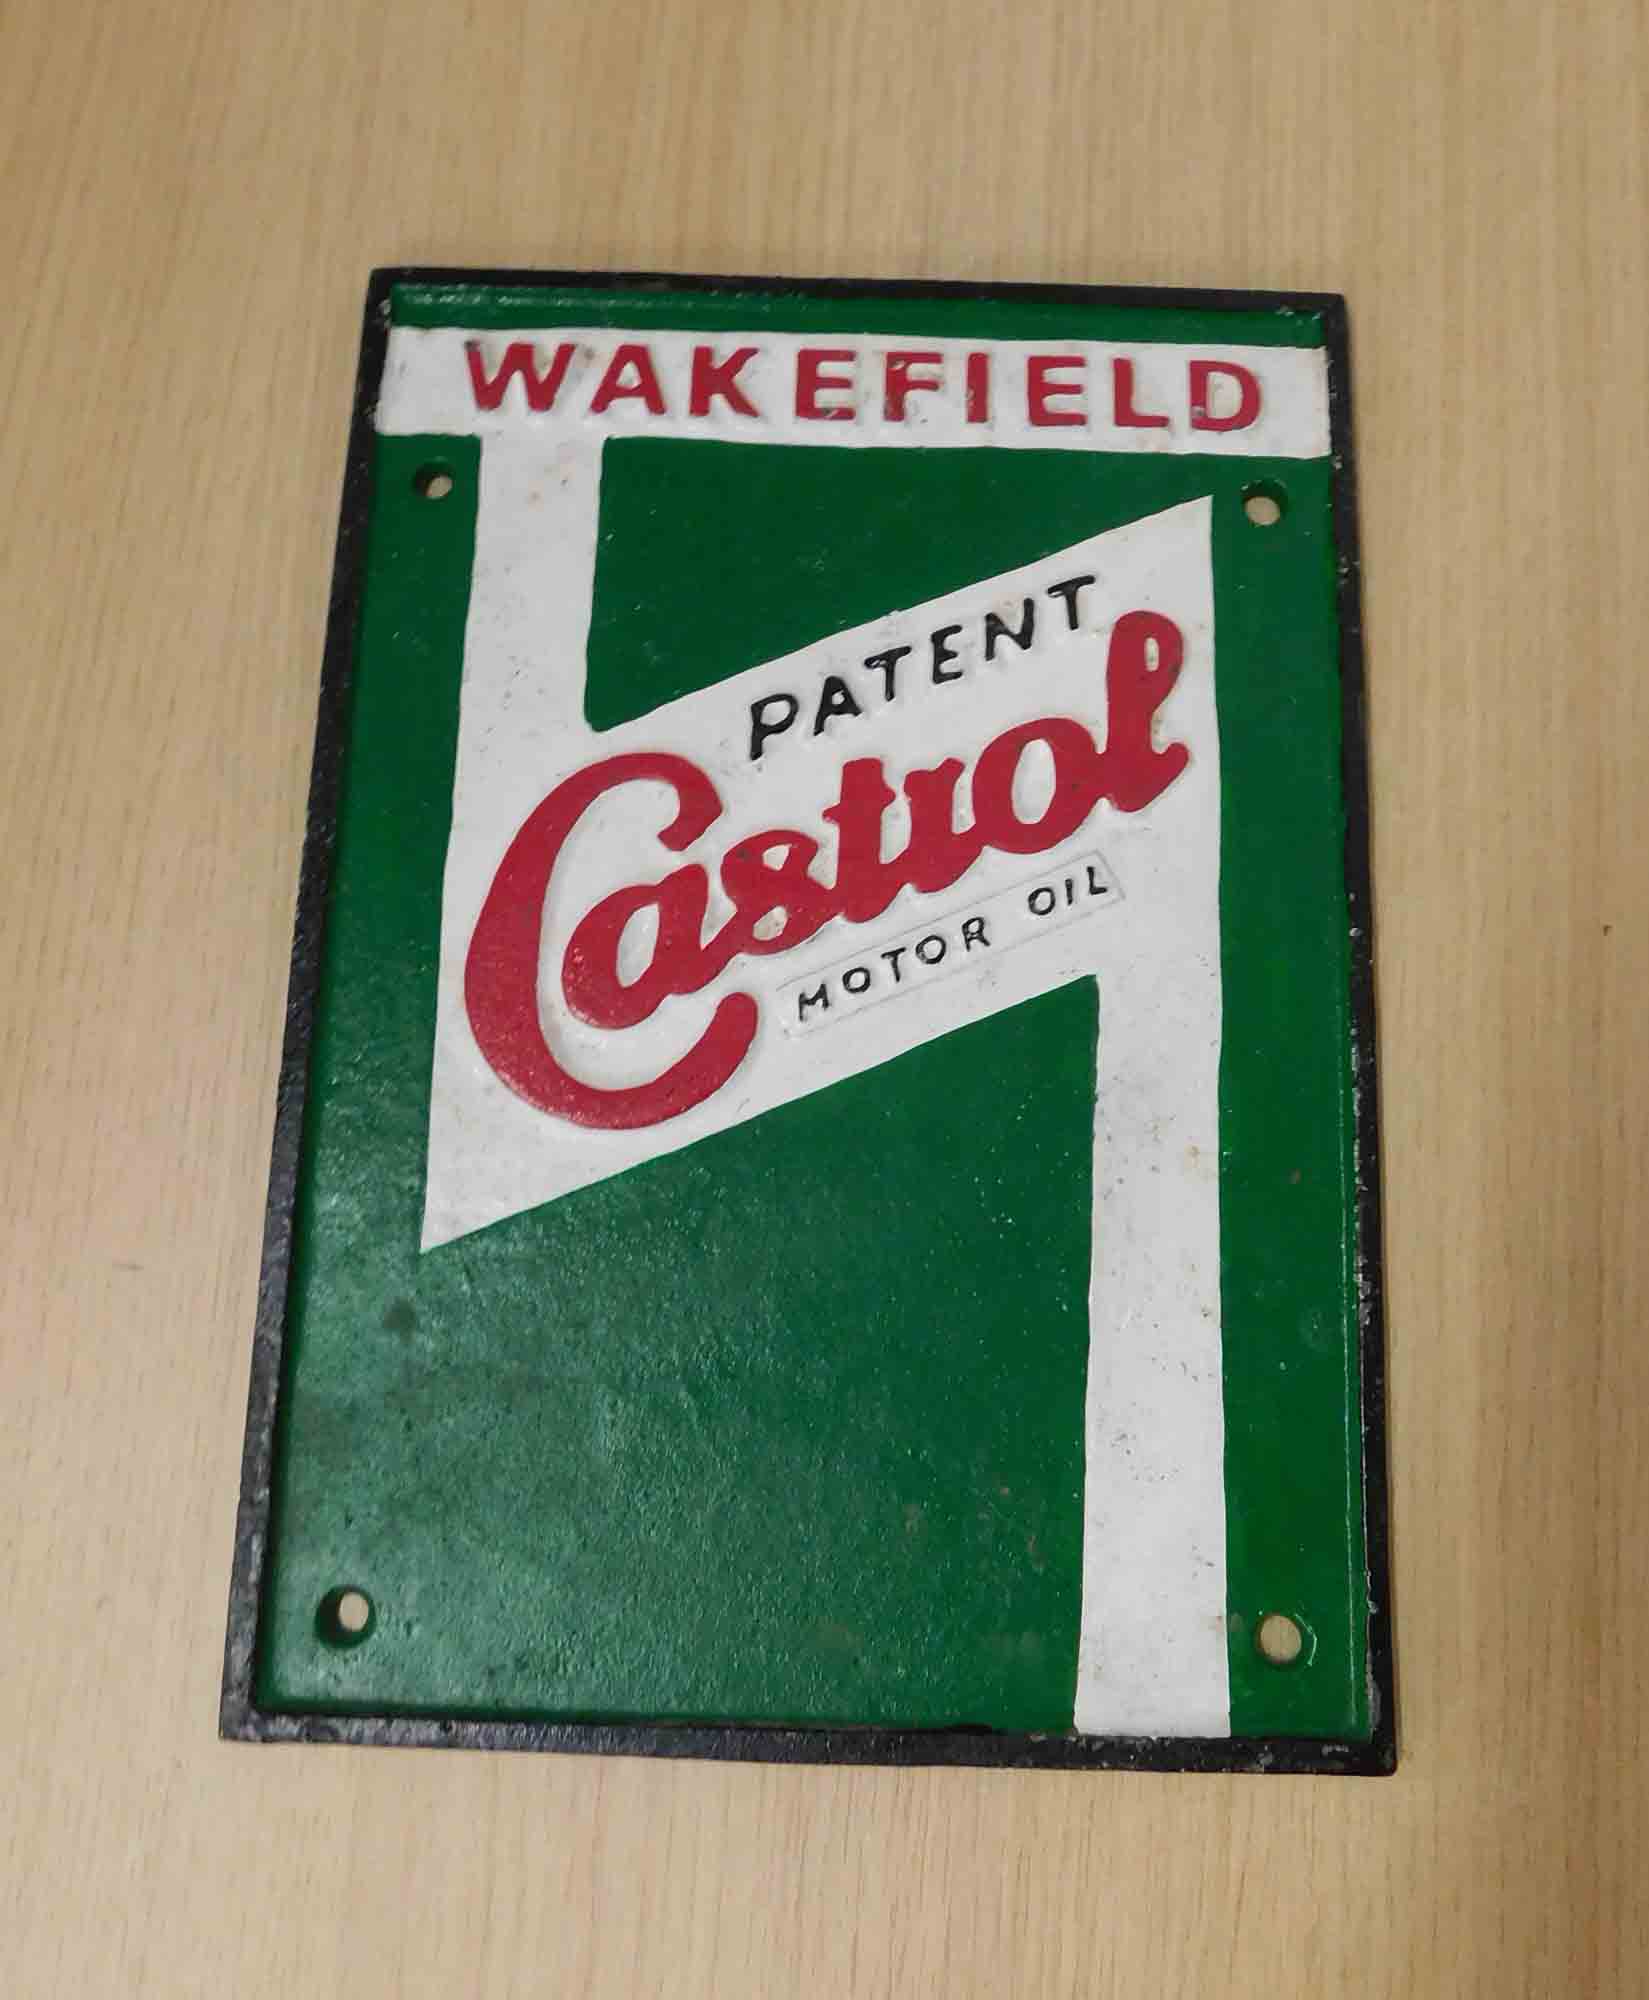 WAKEFIELD
PATENT
Castrol
MOTOR OIL